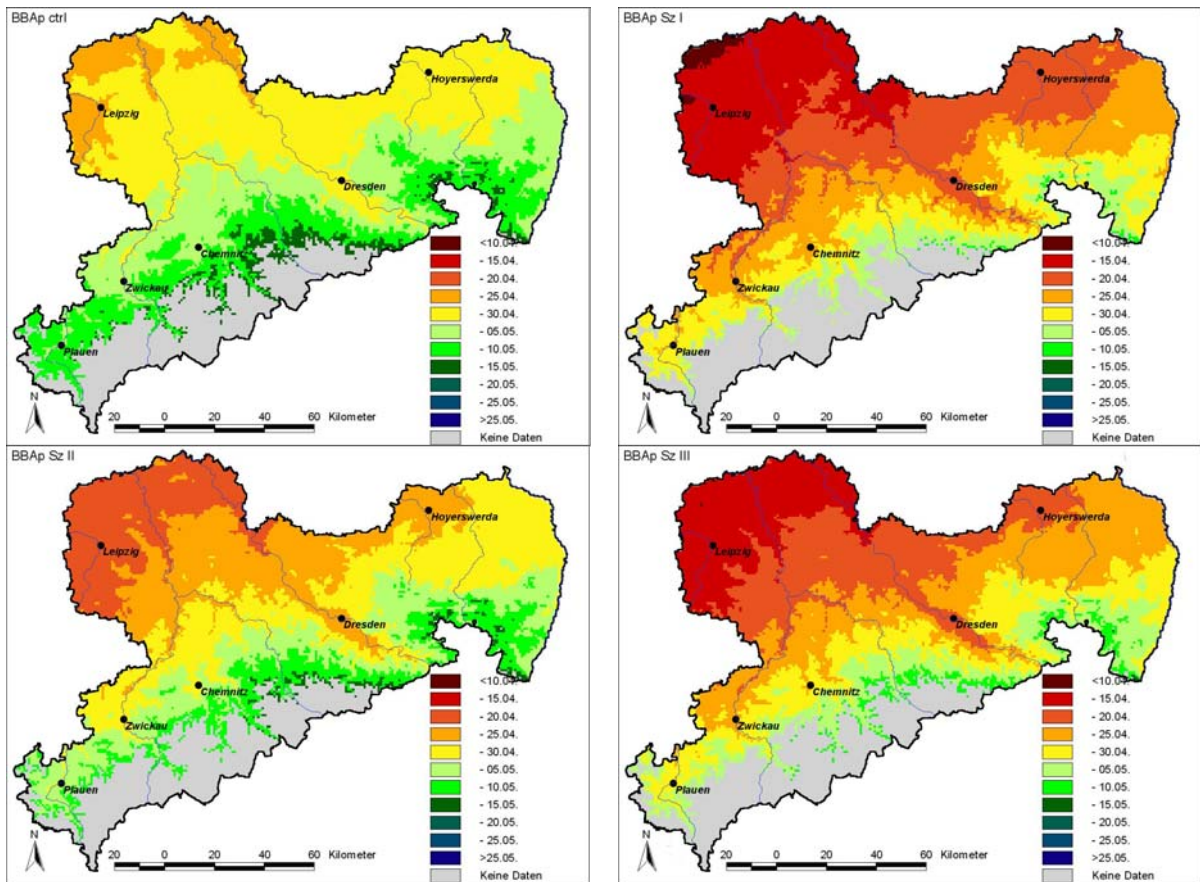 BBAp ctrl
Hoyerswerda
Leipzig
Dresden
Chemnitz
Zwickau
Plauen
<10.04.
- 15.04.
- 20.04.
- 25.04.
- 30.04.
- 05.05.
- 10.05.
- 15.05.
- 20.05.
- 25.05.
>25.05.
Keine Daten
N
20 0 20 40 60 Kilometer
BBAp Sz I
Hoyerswerda
Leipzig
Dresden
Chemnitz
Zwickau
Plauen
<10.04.
- 15.04.
- 20.04.
- 25.04.
- 30.04.
- 05.05.
- 10.05.
- 15.05.
- 20.05.
- 25.05.
>25.05.
Keine Daten
N
20 0 20 40 60 Kilometer
BBAp Sz II
Hoyerswerda
Leipzig
Dresden
Chemnitz
Zwickau
Plauen
<10.04.
- 15.04.
- 20.04.
- 25.04.
- 30.04.
- 05.05.
- 10.05.
- 15.05.
- 20.05.
- 25.05.
>25.05.
Keine Daten
N
20 0 20 40 60 Kilometer
BBAp Sz III
Hoyerswerda
Leipzig
Dresden
Chemnitz
Zwickau
Plauen
<10.04.
- 15.04.
- 20.04.
- 25.04.
- 30.04.
- 05.05.
- 10.05.
- 15.05.
- 20.05.
- 25.05.
>25.05.
Keine Daten
N
20 0 20 40 60 Kilometer